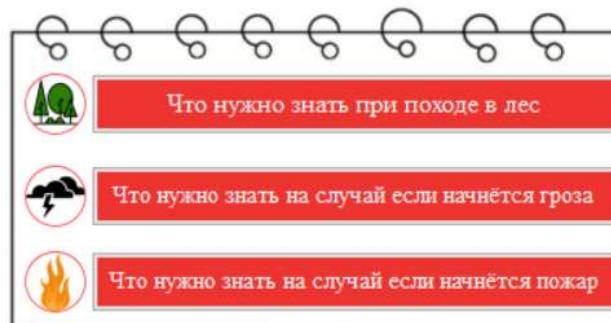 Что нужно знать при походе в лес
Что нужно знать на случай если начнётся гроза
Что нужно знать на случай если начнётся пожар